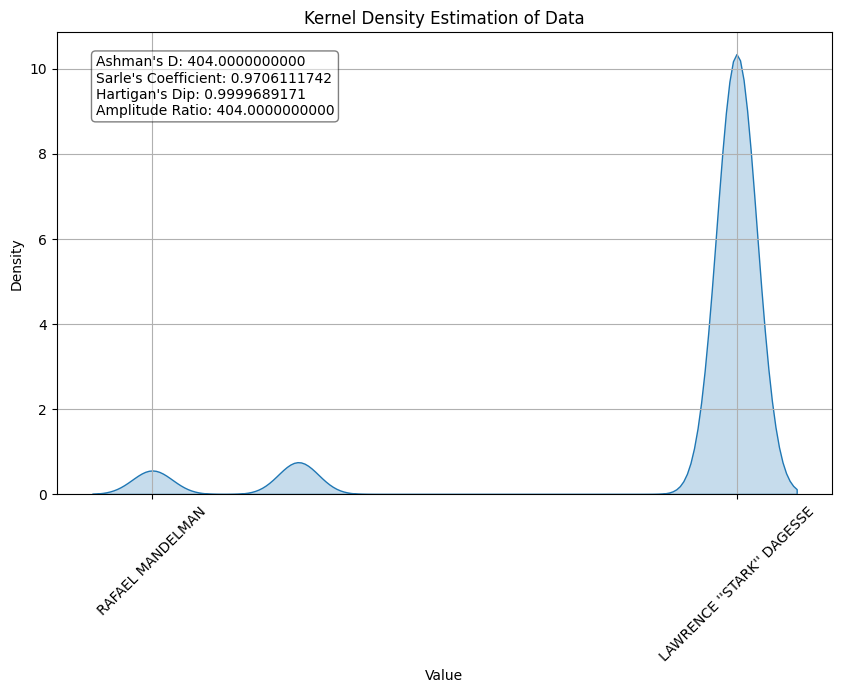 Kernel Density Estimation of Data
Ashman's D: 404.0000000000
Sarle's Coefficient: 0.9706111742
Hartigan's Dip: 0.9999689171
Amplitude Ratio: 404.0000000000
Density
10
8
6
4
2
0
RAFAEL MANDELMAN
LAWRENCE "STARK" DAGESSE
Value